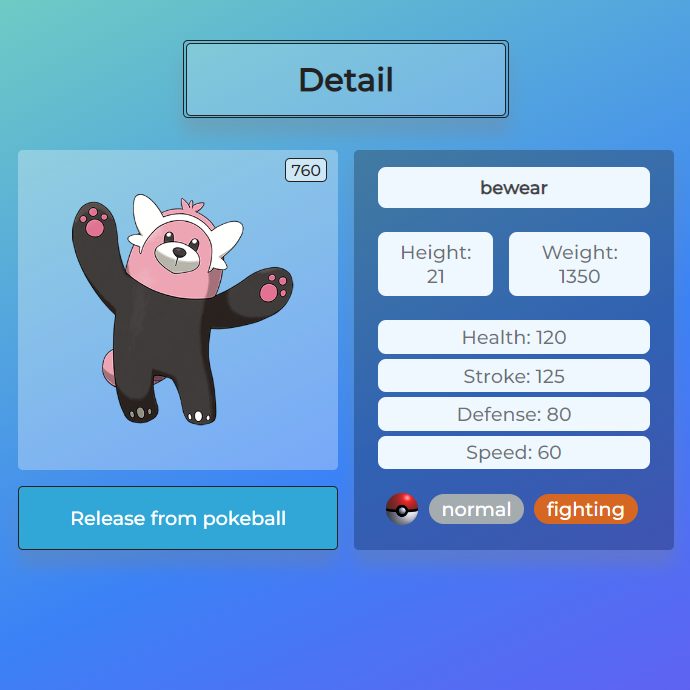 Detail
760
Release from pokeball
bewear
Height:
21
Weight:
1350
Health: 120
Stroke: 125
Defense: 80
Speed: 60
normal
fighting